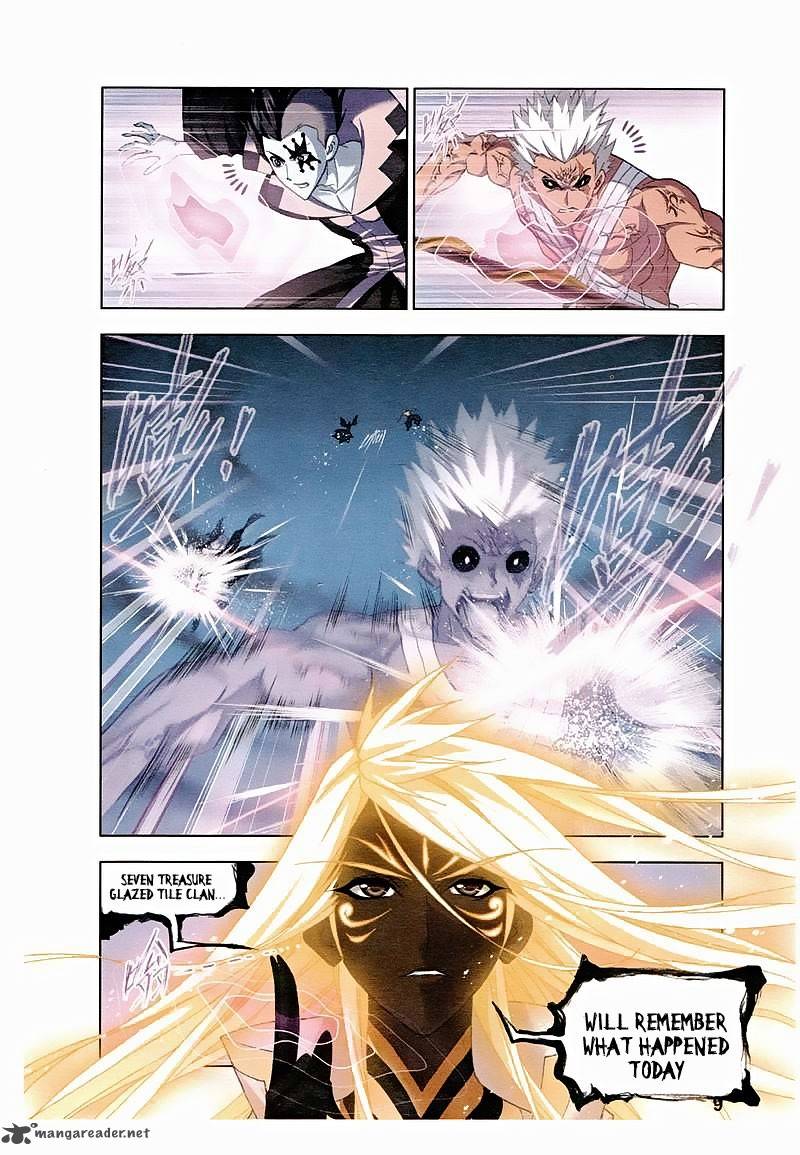 SEVEN TREASURE
GLAZED TILE CLAN...
WILL REMEMBER
WHAT HAPPENED
TODAY
9
mangareader.net